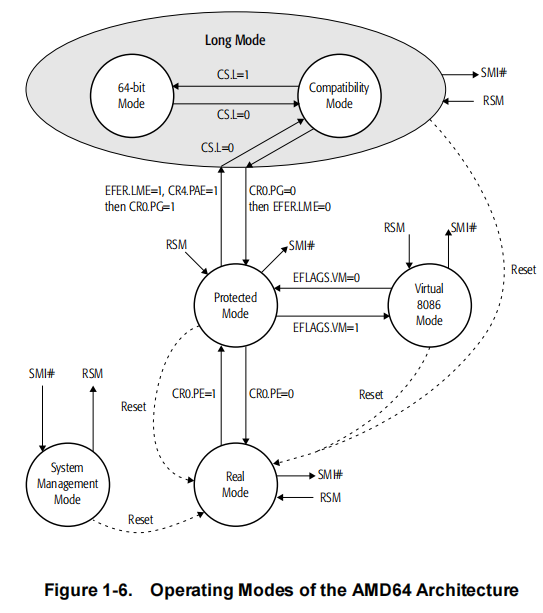 Long Mode
64-bit
Mode
CS.L=1
Compatibility
Mode
CS.L=0
CS.L=0
SMI#
RSM
EFER.LME=1, CR4.PAE=1
then CR0.PG=1
CR0.PG=0
then EFER.LME=0
RSM
SMI#
RSM
SMI#
Reset
Protected
Mode
EFLAGS.VM=0
EFLAGS.VM=1
Virtual
8086
Mode
SMI#
RSM
Reset
CR0.PE=1
CR0.PE=0
Reset
System
Management
Mode
Real
Mode
SMI#
RSM
Reset
Figure 1-6. Operating Modes of the AMD64 Architecture